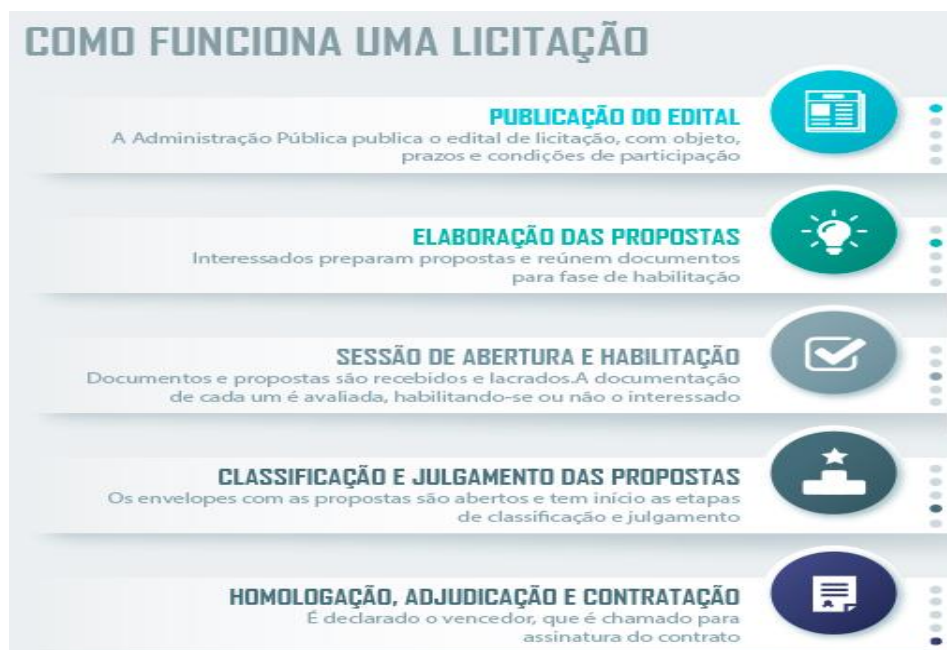 COMO FUNCIONA UMA LICITAÇÃO
PUBLICAÇÃO DO EDITAL
A Administração Pública publica o edital de licitação, com objeto,
prazos e condições de participação
ELABORAÇÃO DAS PROPOSTAS
Interessados preparam propostas e reúnem documentos
para fase de habilitação
SESSÃO DE ABERTURA E HABILITAÇÃO
Documentos e propostas são recebidos e lacrados.A documentação
de cada um é avaliada, habilitando-se ou não o interessado
CLASSIFICAÇÃO E JULGAMENTO DAS PROPOSTAS
Os envelopes com as propostas são abertos e tem início as etapas
de classificação e julgamento
HOMOLOGAÇÃO, ADJUDICAÇÃO E CONTRATAÇÃO
É declarado o vencedor, que é chamado para
assinatura do contrato